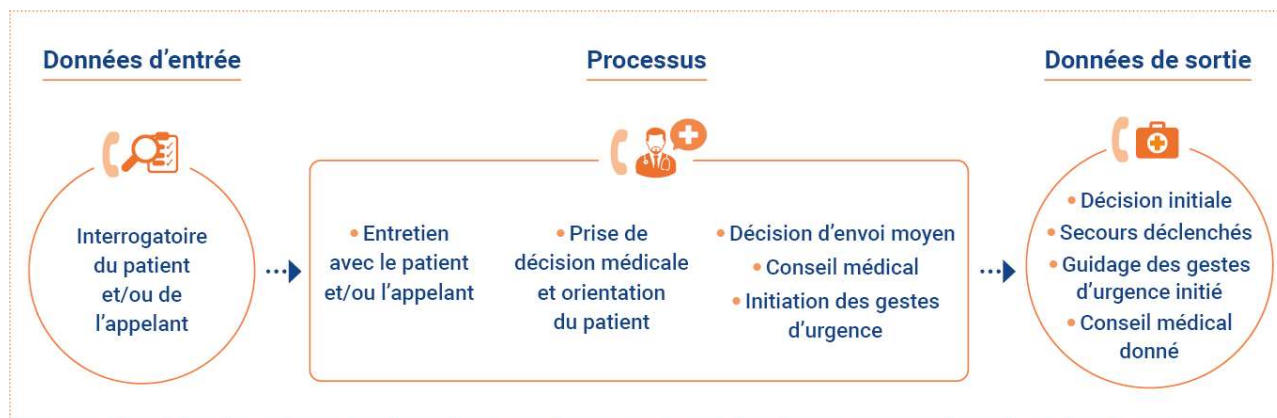 Données d'entrée
Interrogatoire
du patient
et/ou de
l'appelant
Processus
• Entretien
avec le patient
et/ou l'appelant
• Prise de
décision médicale
et orientation
du patient
• Décision d'envoi moyen
• Conseil médical
• Initiation des gestes
d'urgence
Données de sortie
• Décision initiale
• Secours déclenchés
• Guidage des gestes
d'urgence initié
• Conseil médical
donné